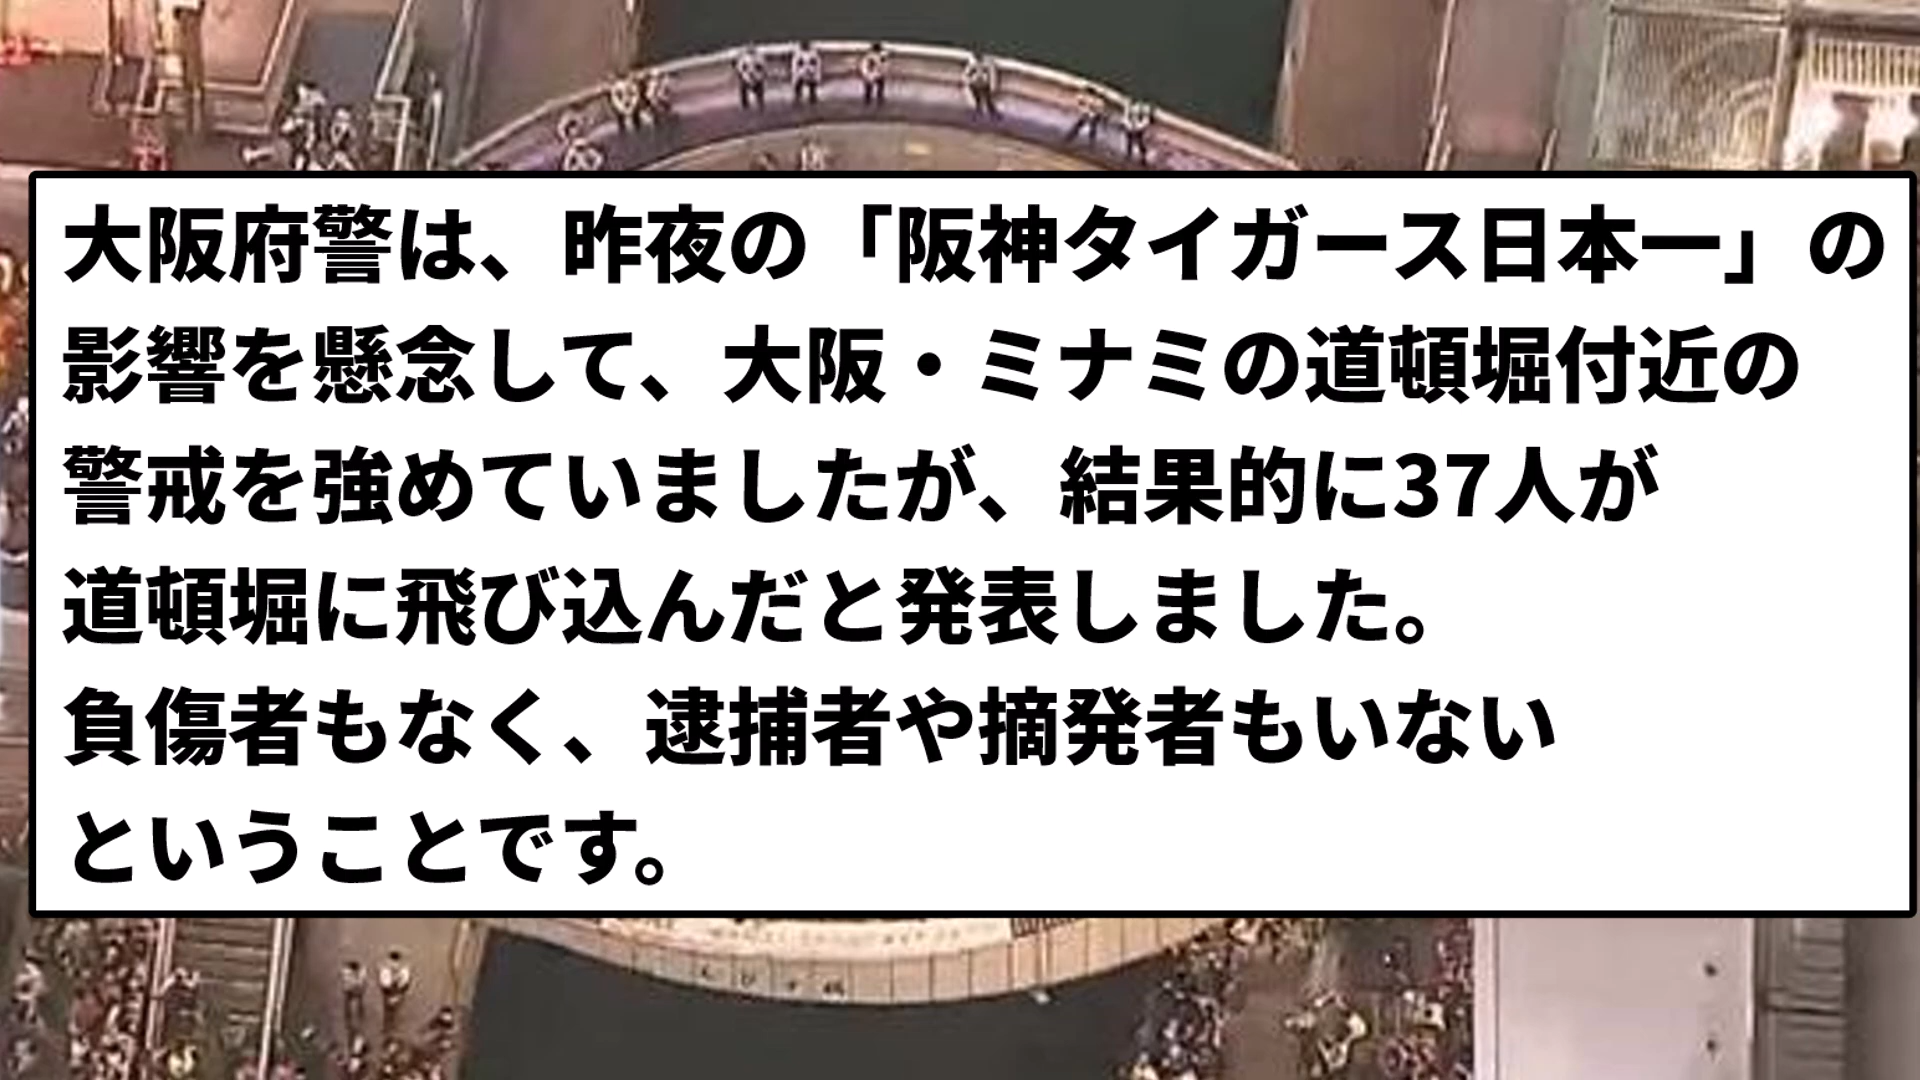 大阪府警は、昨夜の「阪神タイガース日本一」の
影響を懸念して、大阪・ミナミの道頓堀付近の
警戒を強めていましたが、結果的に37人が
道頓堀に飛び込んだと発表しました。
負傷者もなく、逮捕者や摘発者もいない
ということです。